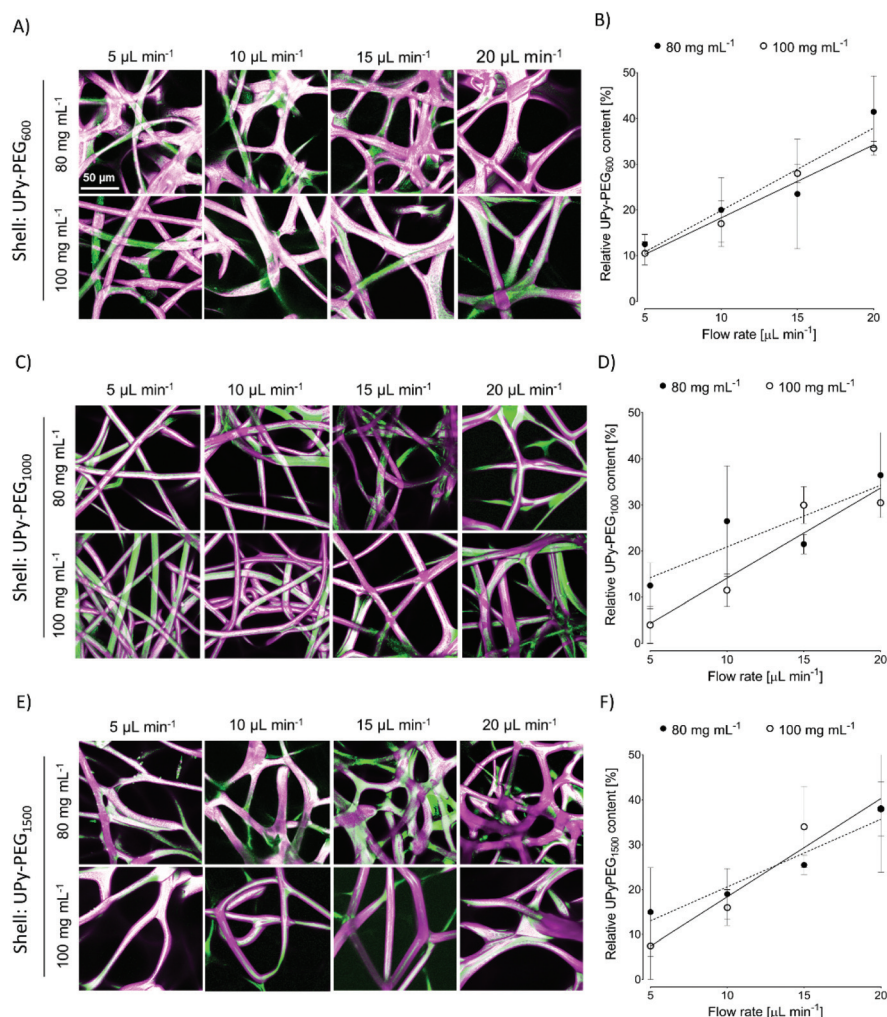 A)
5 µL min⁻¹ 10 µL min⁻¹ 15 µL min⁻¹ 20 µL min⁻¹
Shell: UPy-PEG₆₀₀
80 mg mL⁻¹
50 µm
100 mg mL⁻¹
B)
80 mg mL⁻¹ 100 mg mL⁻¹
Relative UPy-PEG₆₀₀ content [%]
50
40
30
20
10
0
5 10 15 20
Flow rate [µL min⁻¹]
C)
5 µL min⁻¹ 10 µL min⁻¹ 15 µL min⁻¹ 20 µL min⁻¹
Shell: UPy-PEG₁₀₀₀
80 mg mL⁻¹
100 mg mL⁻¹
D)
80 mg mL⁻¹ 100 mg mL⁻¹
Relative UPy-PEG₁₀₀₀ content [%]
50
40
30
20
10
0
5 10 15 20
Flow rate [µL min⁻¹]
E)
5 µL min⁻¹ 10 µL min⁻¹ 15 µL min⁻¹ 20 µL min⁻¹
Shell: UPy-PEG₁₅₀₀
80 mg mL⁻¹
100 mg mL⁻¹
F)
80 mg mL⁻¹ 100 mg mL⁻¹
Relative UPyPEG₁₅₀₀ content [%]
50
40
30
20
10
0
5 10 15 20
Flow rate [µL min⁻¹]